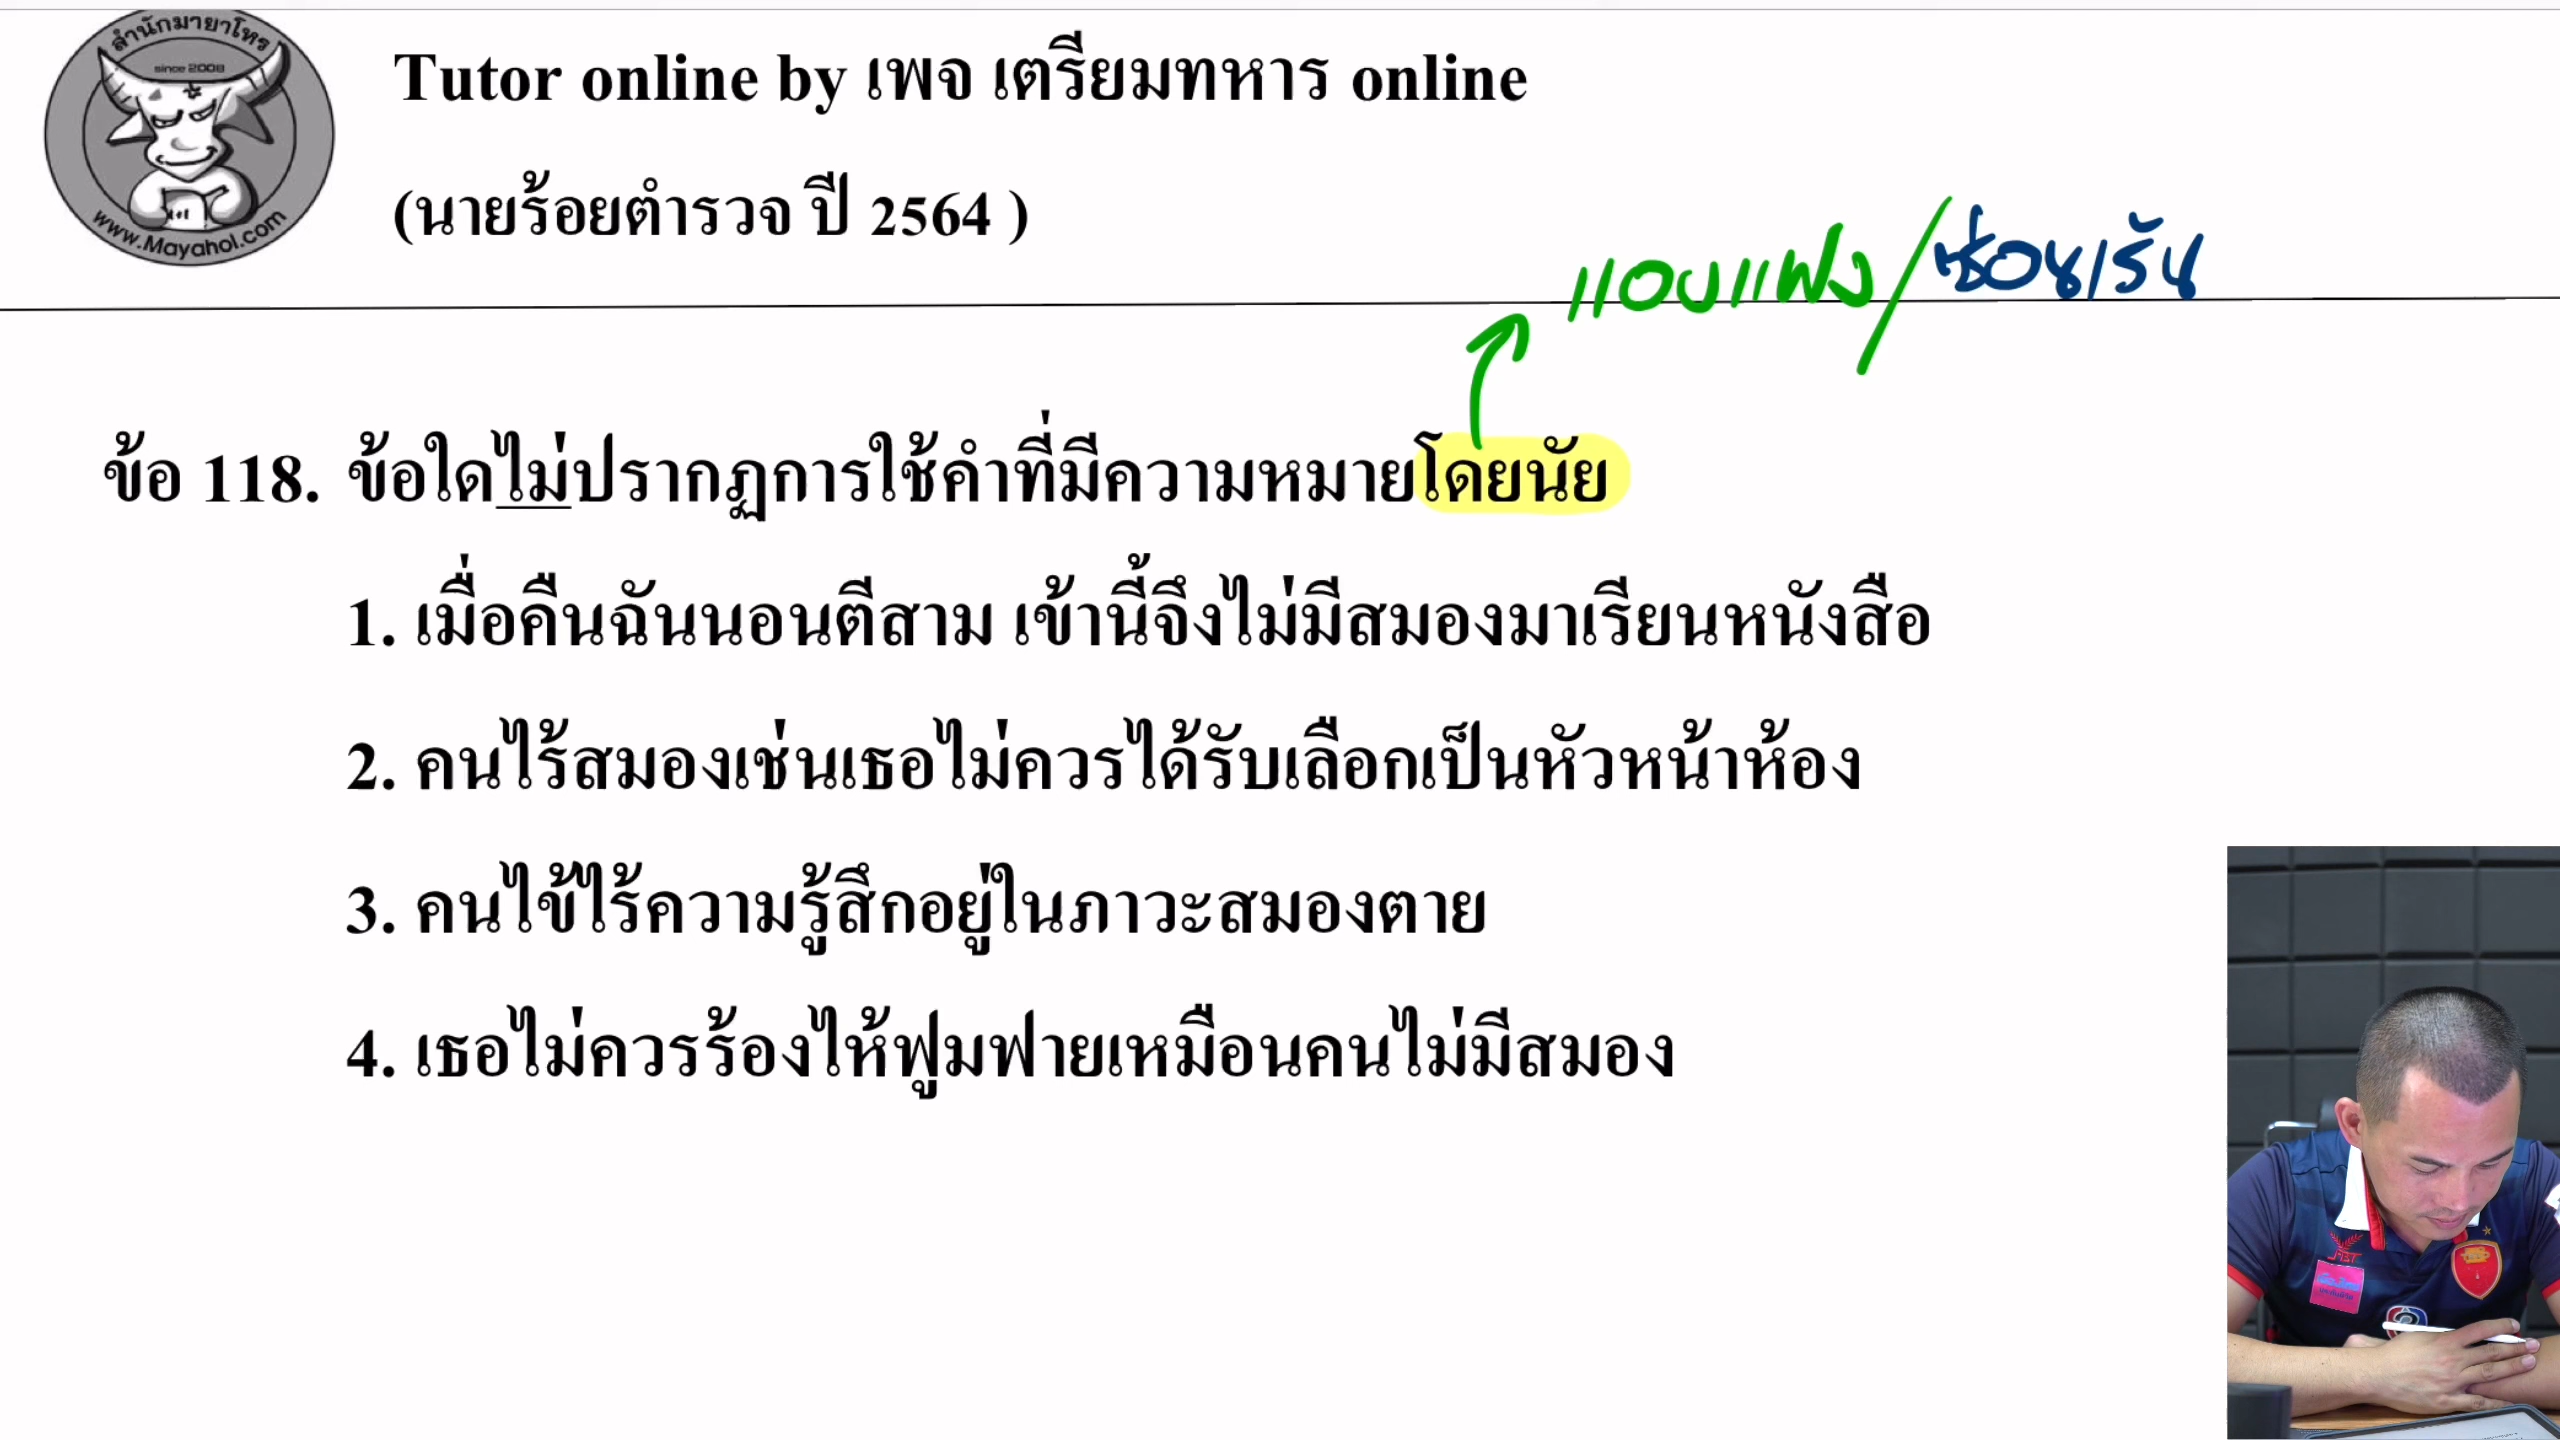 สำนักมายาโหร
since 2008
www.Mayahol.com
Tutor online by เพจ เตรียมทหาร online
(นายร้อยตำรวจ ปี 2564 )
แอบแฝง/ซ่อนเร้น
ข้อ 118. ข้อใดไม่ปรากฏการใช้คำที่มีความหมายโดยนัย
1. เมื่อคืนฉันนอนตีสาม เช้านี้จึงไม่มีสมองมาเรียนหนังสือ
2. คนไร้สมองเช่นเธอไม่ควรได้รับเลือกเป็นหัวหน้าห้อง
3. คนไข้ไร้ความรู้สึกอยู่ในภาวะสมองตาย
4. เธอไม่ควรร้องไห้ฟูมฟายเหมือนคนไม่มีสมอง